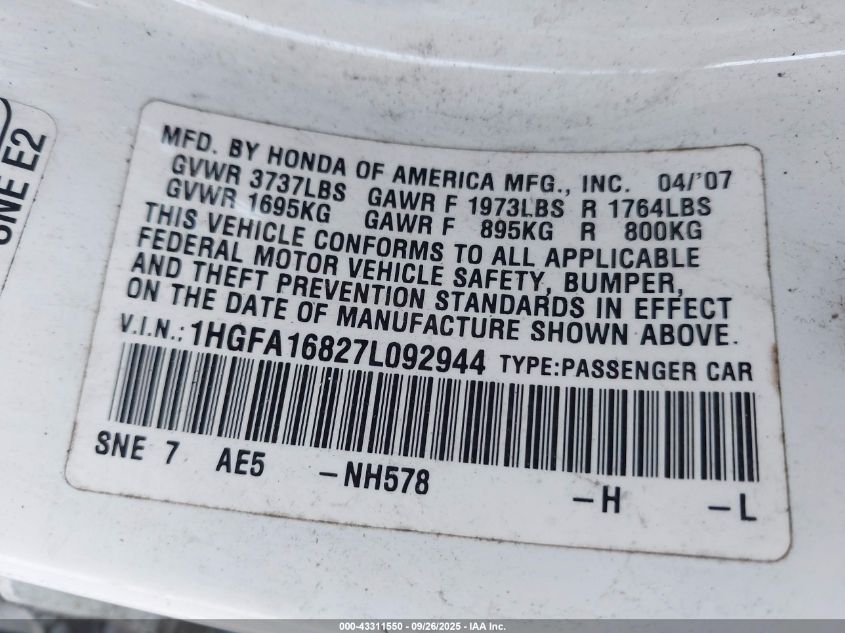 MFD. BY HONDA OF AMERICA MFG., INC. 04/'07
GVWR 3737LBS GAWR F 1973LBS R 1764LBS
GVWR 1695KG GAWR F 895KG R 800KG
THIS VEHICLE CONFORMS TO ALL APPLICABLE
FEDERAL MOTOR VEHICLE SAFETY, BUMPER,
AND THEFT PREVENTION STANDARDS IN EFFECT
ON THE DATE OF MANUFACTURE SHOWN ABOVE.
V.I.N.: 1HGFA16827L092944 TYPE:PASSENGER CAR
SNE 7 AE5 -NH578 -H -L
ONE E2
000-43311550 - 09/26/2025 - IAA Inc.